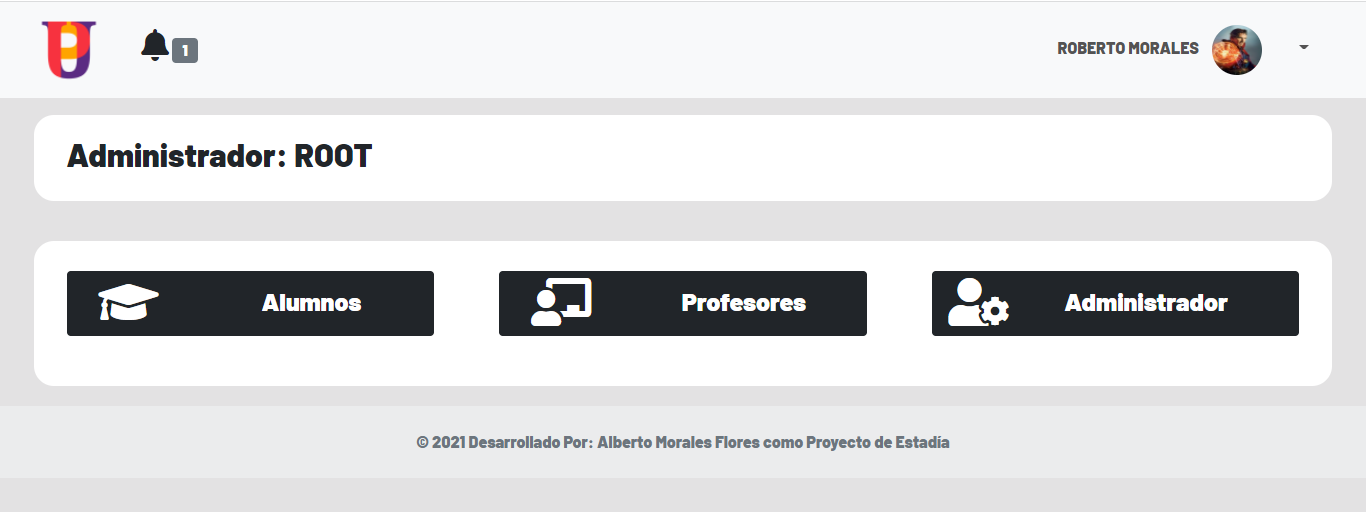 1
ROBERTO MORALES
Administrador: ROOT
Alumnos
Profesores
Administrador
© 2021 Desarrollado Por: Alberto Morales Flores como Proyecto de Estadía